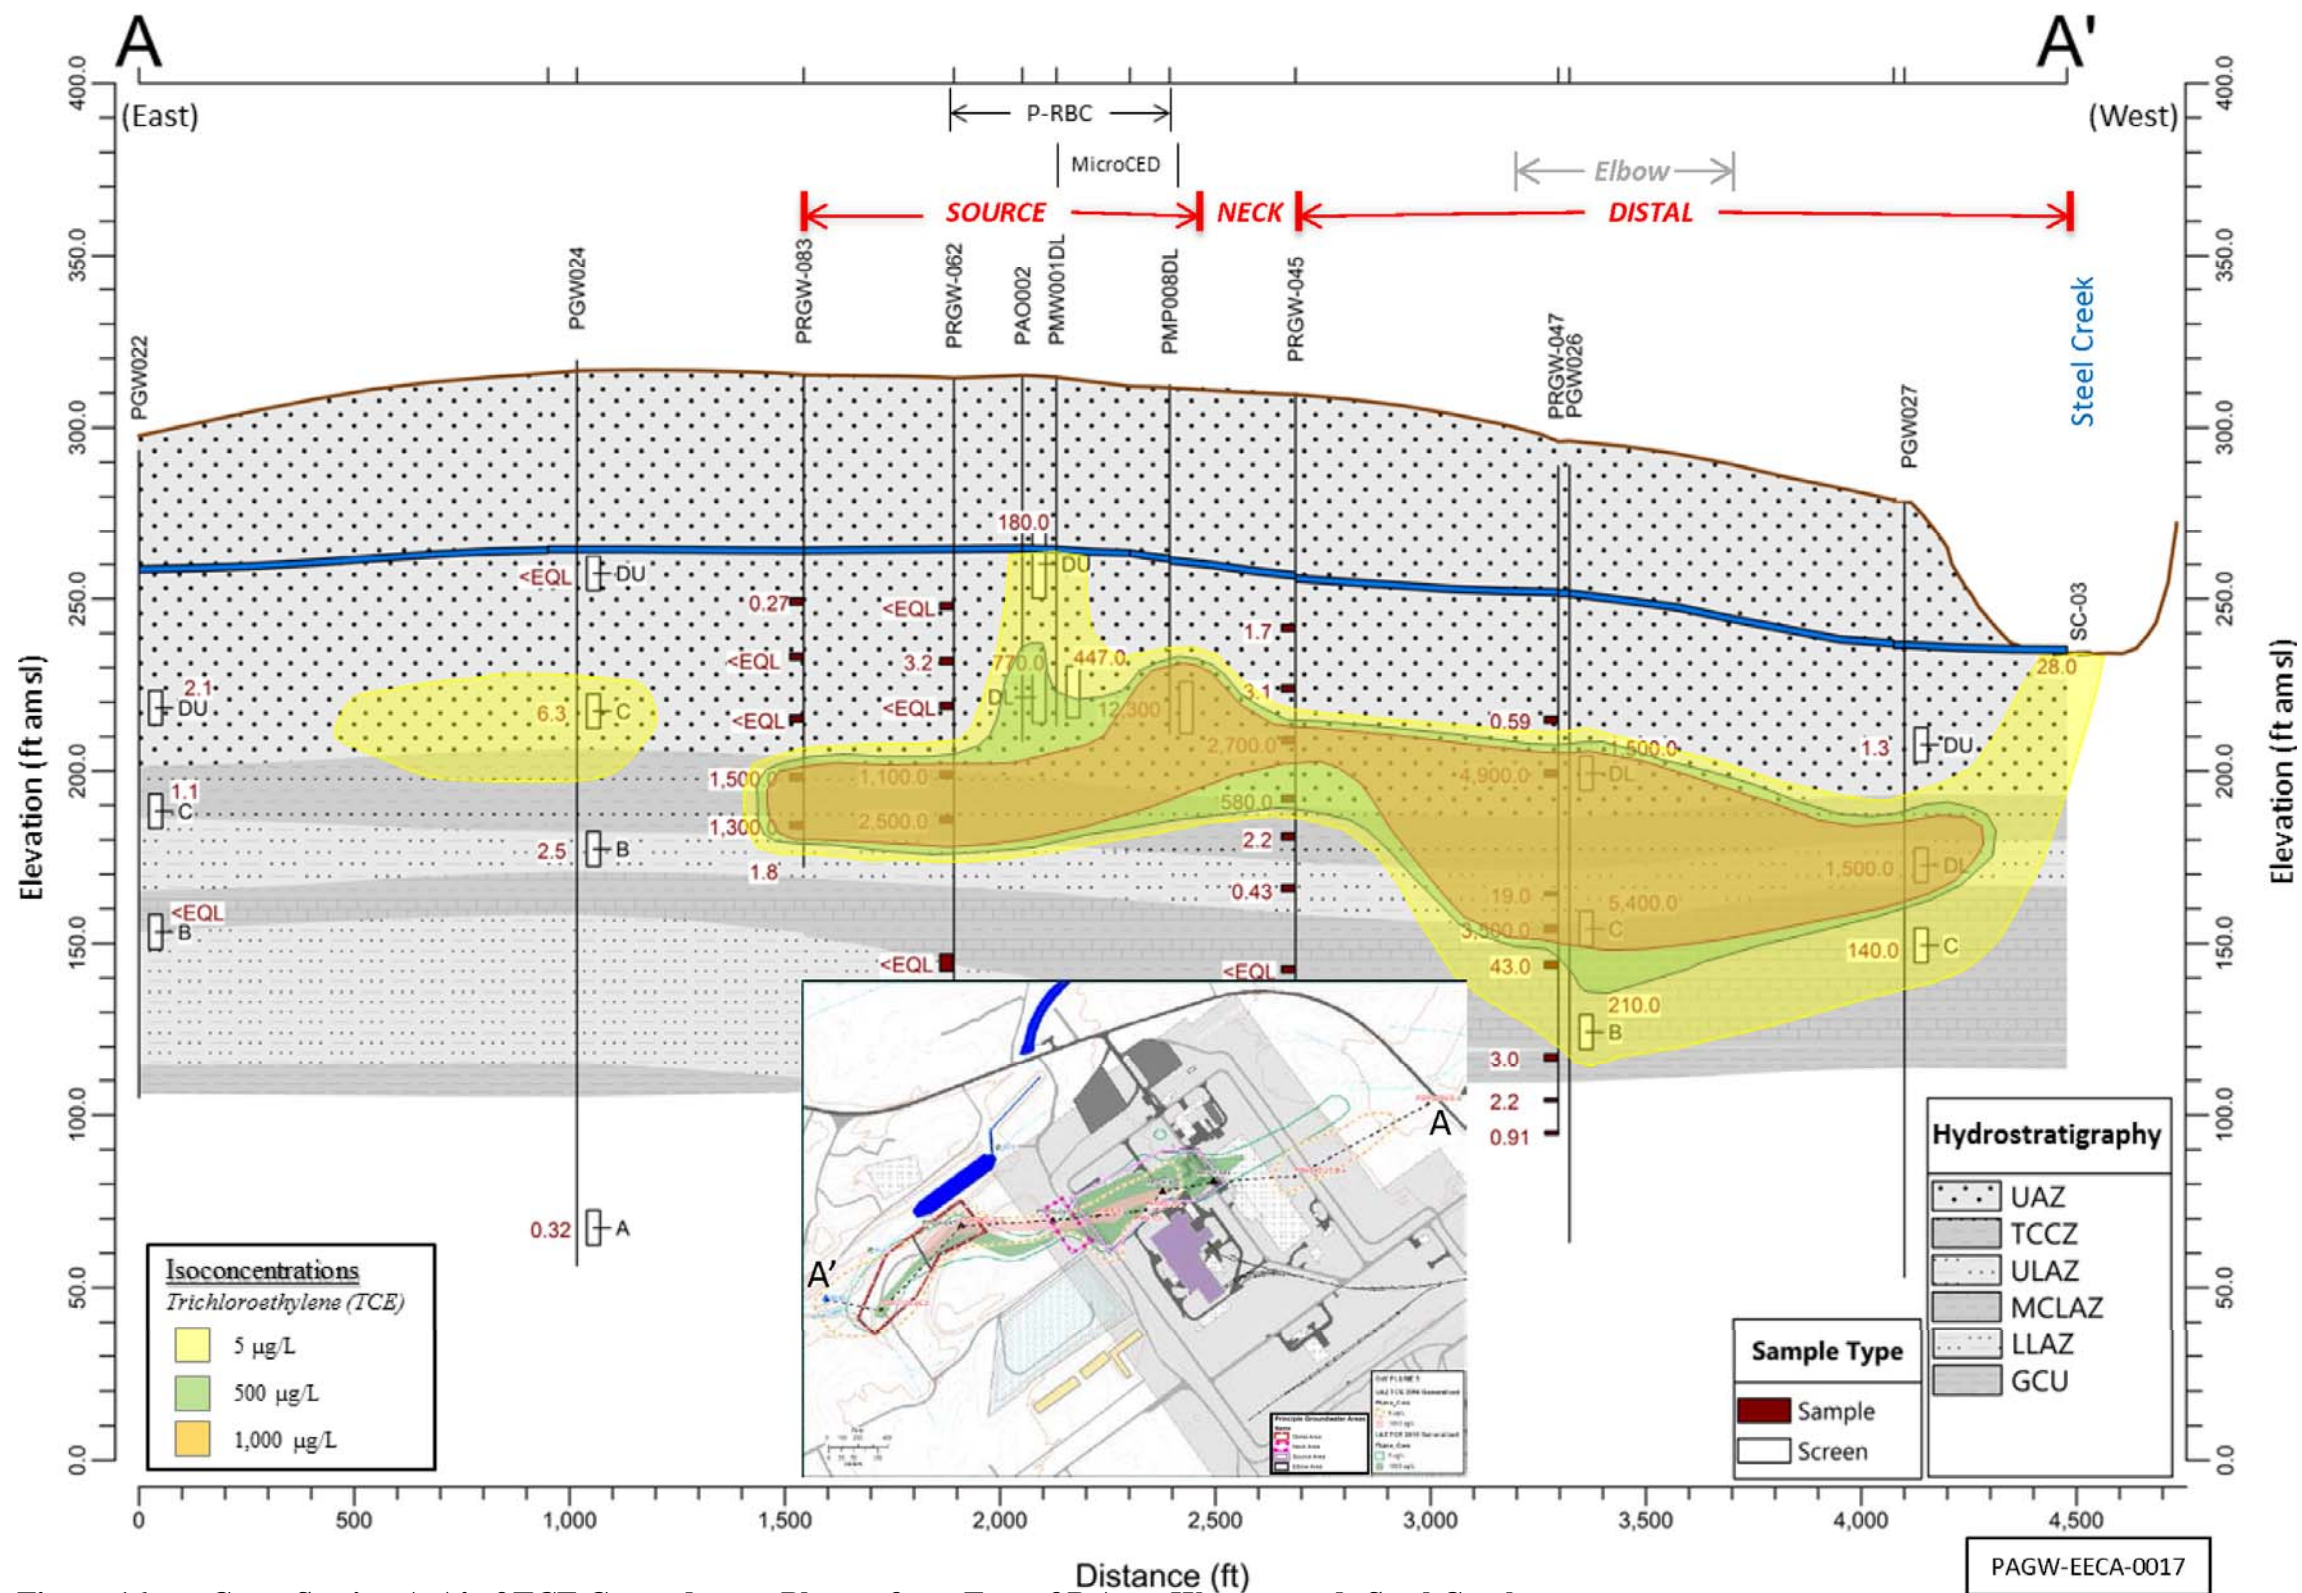 A
A'
(East)
(West)
P-RBC
MicroCED
Elbow
SOURCE
NECK
DISTAL
400.0
350.0
300.0
250.0
200.0
150.0
100.0
50.0
0.0
Elevation (ft amsl)
400.0
350.0
300.0
250.0
200.0
150.0
100.0
50.0
0.0
Elevation (ft amsl)
PGW022
PGW024
PRGW-083
PRGW-062
PAO002
PMW001DL
PMP008DL
PRGW-045
PRGW-047
PGW026
PGW027
Steel Creek
SC-03
2.1
DU
1.1
C
<EQL
B
<EQL
DU
6.3
C
2.5
B
0.32
A
0.27
<EQL
<EQL
1,500.0
1,300.0
1.8
<EQL
3.2
<EQL
1,100.0
2,500.0
<EQL
180.0
DU
770.0
447.0
1.7
3.1
2,700.0
580.0
2.2
0.43
<EQL
0.59
4,900.0
19.0
3,500.0
43.0
3.0
2.2
0.91
1,500.0
DL
5,400.0
C
210.0
B
1.3
DU
1,500.0
DL
140.0
C
28.0
A
A'
Isoconcentrations
Trichloroethylene (TCE)
5 µg/L
500 µg/L
1,000 µg/L
Sample Type
Sample
Screen
Hydrostratigraphy
UAZ
TCCZ
ULAZ
MCLAZ
LLAZ
GCU
0
500
1,000
1,500
2,000
2,500
3,000
3,500
4,000
4,500
Distance (ft)
PAGW-EECA-0017